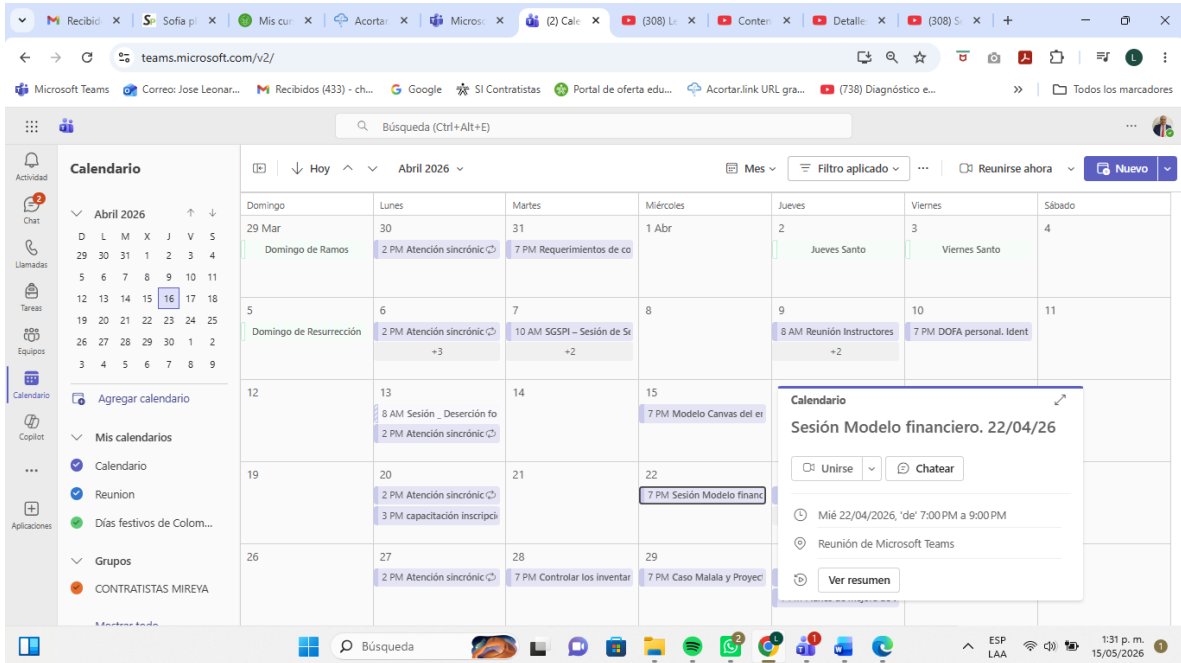 Recibid
Sofia pl
Mis cur
Acortar
Microso
(2) Cale
(308) Le
Conten
Detalle
(308) S
teams.microsoft.com/v2/
L
Microsoft Teams
Correo: Jose Leonar...
Recibidos (433) - ch...
Google
SI Contratistas
Portal de oferta edu...
Acortar.link URL gra...
(738) Diagnóstico e...
Todos los marcadores
Búsqueda (Ctrl+Alt+E)
Actividad
2
Chat
Llamadas
Tareas
Equipos
Calendario
Copilot
Aplicaciones
Calendario
Abril 2026
D L M X J V S
29 30 31 1 2 3 4
5 6 7 8 9 10 11
12 13 14 15 16 17 18
19 20 21 22 23 24 25
26 27 28 29 30 1 2
3 4 5 6 7 8 9
Agregar calendario
Mis calendarios
Calendario
Reunion
Días festivos de Colom...
Grupos
CONTRATISTAS MIREYA
Hoy
Abril 2026
Mes
Filtro aplicado
Reunirse ahora
Nuevo
Domingo Lunes Martes Miércoles Jueves Viernes Sábado
29 Mar 30 31 1 Abr 2 3 4
Domingo de Ramos
2 PM Atención sincrónic
7 PM Requerimientos de co
Jueves Santo
Viernes Santo
5 6 7 8 9 10 11
Domingo de Resurrección
2 PM Atención sincrónic
10 AM SGSPI – Sesión de Se
8 AM Reunión Instructores
7 PM DOFA personal. Ident
+3
+2
+2
12 13 14 15
8 AM Sesión _ Deserción fo
7 PM Modelo Canvas del er
2 PM Atención sincrónic
19 20 21 22
2 PM Atención sincrónic
7 PM Sesión Modelo financ
3 PM capacitación inscripci
26 27 28 29
2 PM Atención sincrónic
7 PM Controlar los inventar
7 PM Caso Malala y Proyec
Calendario
Sesión Modelo financiero. 22/04/26
Unirse
Chatear
Mié 22/04/2026, 'de' 7:00 PM a 9:00 PM
Reunión de Microsoft Teams
Ver resumen
Búsqueda
2
1
ESP
LAA
1:31 p. m.
15/05/2026
1